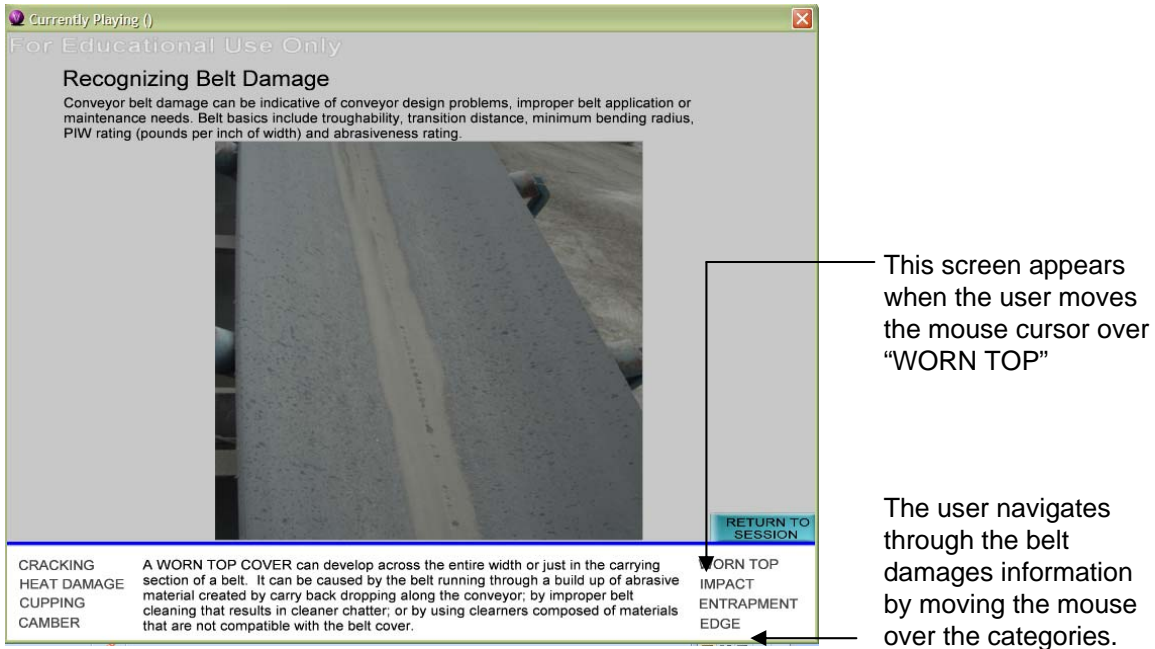 Currently Playing ()
For Educational Use Only
Recognizing Belt Damage
Conveyor belt damage can be indicative of conveyor design problems, improper belt application or
maintenance needs. Belt basics include troughability, transition distance, minimum bending radius,
PIW rating (pounds per inch of width) and abrasiveness rating.
This screen appears
when the user moves
the mouse cursor over
“WORN TOP”
RETURN TO
SESSION
CRACKING
HEAT DAMAGE
CUPPING
CAMBER
A WORN TOP COVER can develop across the entire width or just in the carrying
section of a belt. It can be caused by the belt running through a build up of abrasive
material created by carry back dropping along the conveyor; by improper belt
cleaning that results in cleaner chatter; or by using clearners composed of materials
that are not compatible with the belt cover.
WORN TOP
IMPACT
ENTRAPMENT
EDGE
The user navigates
through the belt
damages information
by moving the mouse
over the categories.